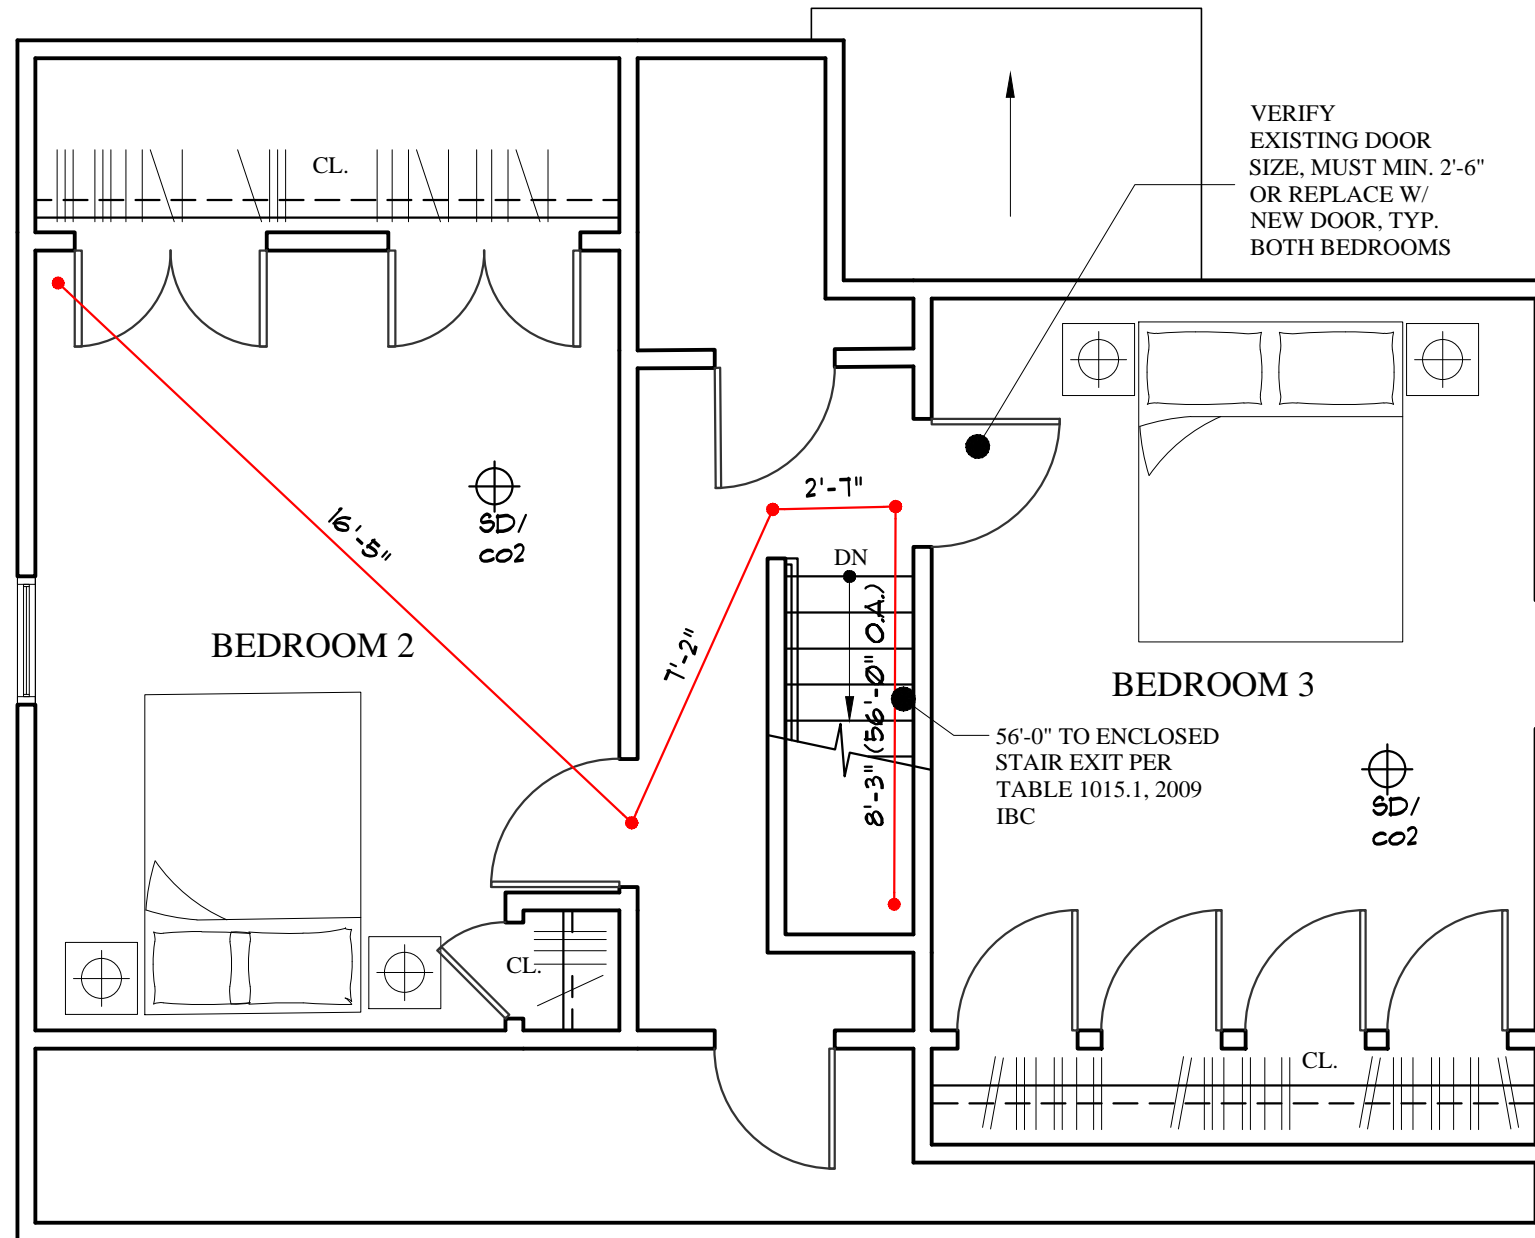 VERIFY
EXISTING DOOR
SIZE, MUST MIN. 2'-6"
OR REPLACE W/
NEW DOOR, TYP.
BOTH BEDROOMS
CL.
16'-5"
SD/
CO2
2'-7"
DN
BEDROOM 2
7'-2"
8'-3" (56'-0" O.A.)
BEDROOM 3
56'-0" TO ENCLOSED
STAIR EXIT PER
TABLE 1015.1, 2009
IBC
SD/
CO2
CL.
CL.